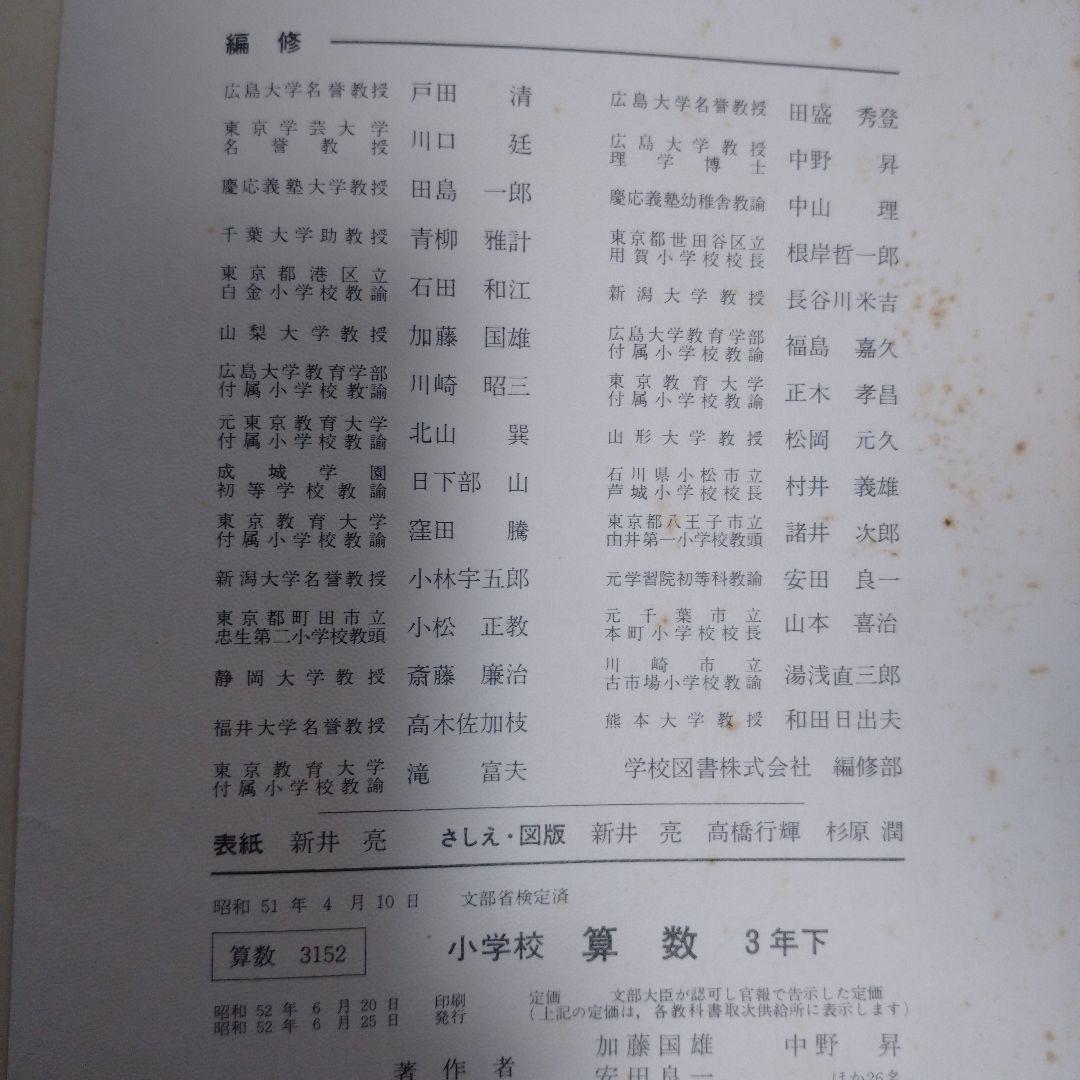 編修
広島大学名誉教授 戸田 清
東京学芸大学
名誉教授 川口 廷
慶応義塾大学教授 田島 一郎
千葉大学助教授 青柳 雅計
東京都港区立
白金小学校教諭 石田 和江
山梨大学教授 加藤 国雄
広島大学教育学部
付属小学校教諭 川崎 昭三
元東京教育大学
付属小学校教諭 北山 巽
成城学園
初等学校教諭 日下部 山
東京教育大学
付属小学校教諭 窪田 騰
新潟大学名誉教授 小林宇五郎
東京都町田市立
忠生第二小学校教頭 小松 正教
静岡大学教授 斎藤 廉治
福井大学名誉教授 高木佐加枝
東京教育大学
付属小学校教諭 滝 富夫
広島大学名誉教授 田盛 秀登
広島大学教授
理学博士 中野 昇
慶応義塾幼稚舎教諭 中山 理
東京都世田谷区立
用賀小学校校長 根岸哲一郎
新潟大学教授 長谷川米吉
広島大学教育学部
付属小学校教諭 福島 嘉久
東京教育大学
付属小学校教諭 正木 孝昌
山形大学教授 松岡 元久
石川県小松市立
芦城小学校校長 村井 義雄
東京都八王子市立
由井第一小学校教頭 諸井 次郎
元学習院初等科教諭 安田 良一
元千葉市立
本町小学校校長 山本 喜治
川崎市立
古市場小学校教諭 湯浅直三郎
熊本大学教授 和田日出夫
学校図書株式会社 編修部
表紙 新井 亮 さしえ・図版 新井 亮 高橋行輝 杉原 潤
昭和 51 年 4 月 10 日 文部省検定済
算数 3152 小学校 算数 3年下
昭和 52 年 6 月 20 日 印刷
昭和 52 年 6 月 25 日 発行
定価 文部大臣が認可し官報で告示した定価
(上記の定価は，各教科書取次供給所に表示します)
著作者 加藤国雄 中野 昇
安田良一 ほか26名